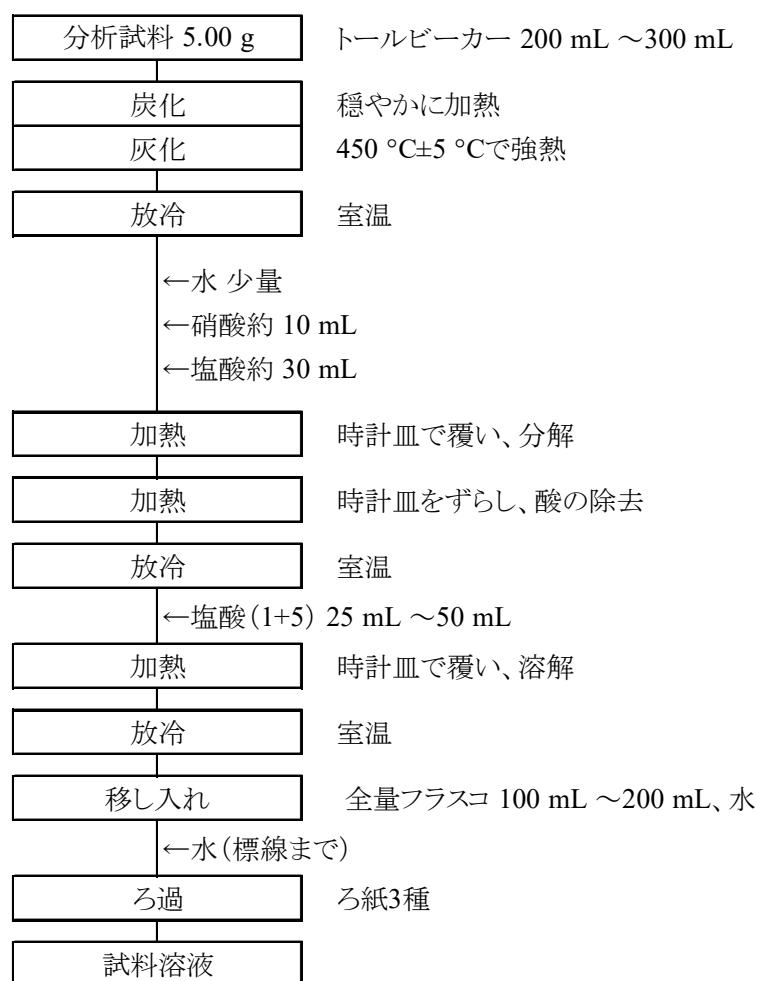 分析試料 5.00 g トールビーカー 200 mL ～300 mL
炭化 穏やかに加熱
灰化 450 °C±5 °Cで強熱
放冷 室温
←水 少量
←硝酸約 10 mL
←塩酸約 30 mL
加熱 時計皿で覆い、分解
加熱 時計皿をずらし、酸の除去
放冷 室温
←塩酸（1+5） 25 mL ～50 mL
加熱 時計皿で覆い、溶解
放冷 室温
移し入れ 全量フラスコ 100 mL ～200 mL、水
←水（標線まで）
ろ過 ろ紙3種
試料溶液